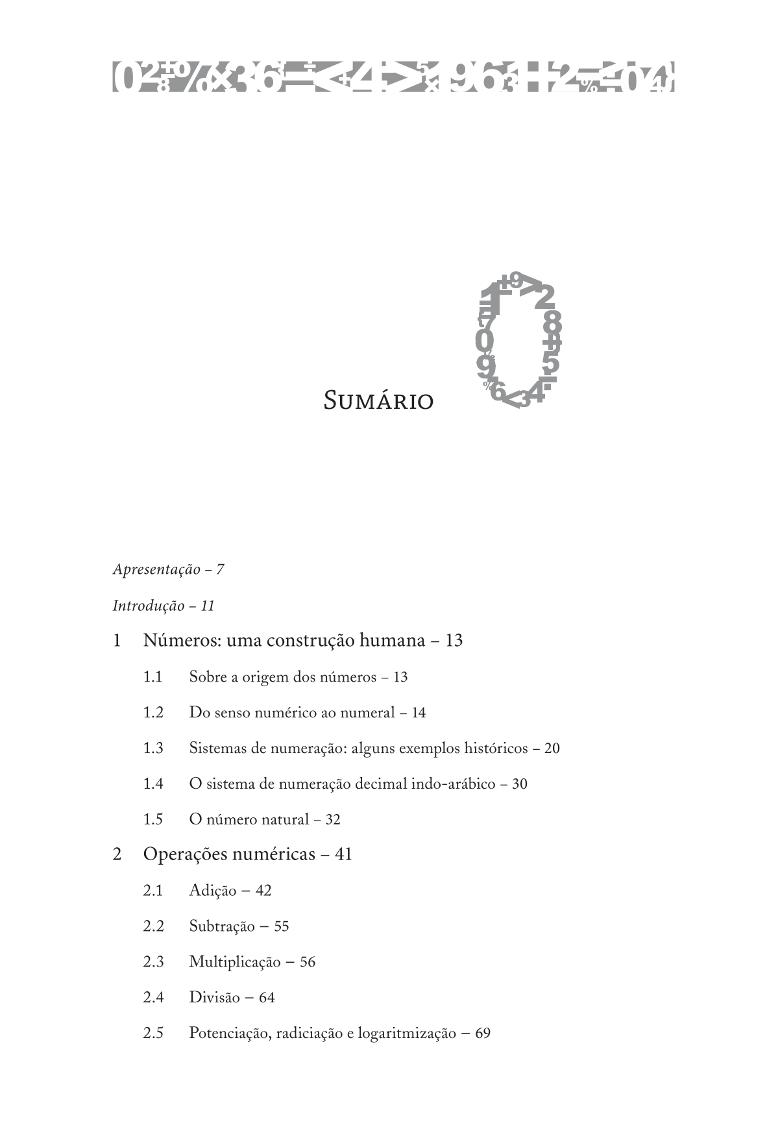 Sumário
Apresentação – 7
Introdução – 11
1 Números: uma construção humana – 13
1.1 Sobre a origem dos números – 13
1.2 Do senso numérico ao numeral – 14
1.3 Sistemas de numeração: alguns exemplos históricos – 20
1.4 O sistema de numeração decimal indo-arábico – 30
1.5 O número natural – 32
2 Operações numéricas – 41
2.1 Adição – 42
2.2 Subtração – 55
2.3 Multiplicação – 56
2.4 Divisão – 64
2.5 Potenciação, radiciação e logaritmização – 69